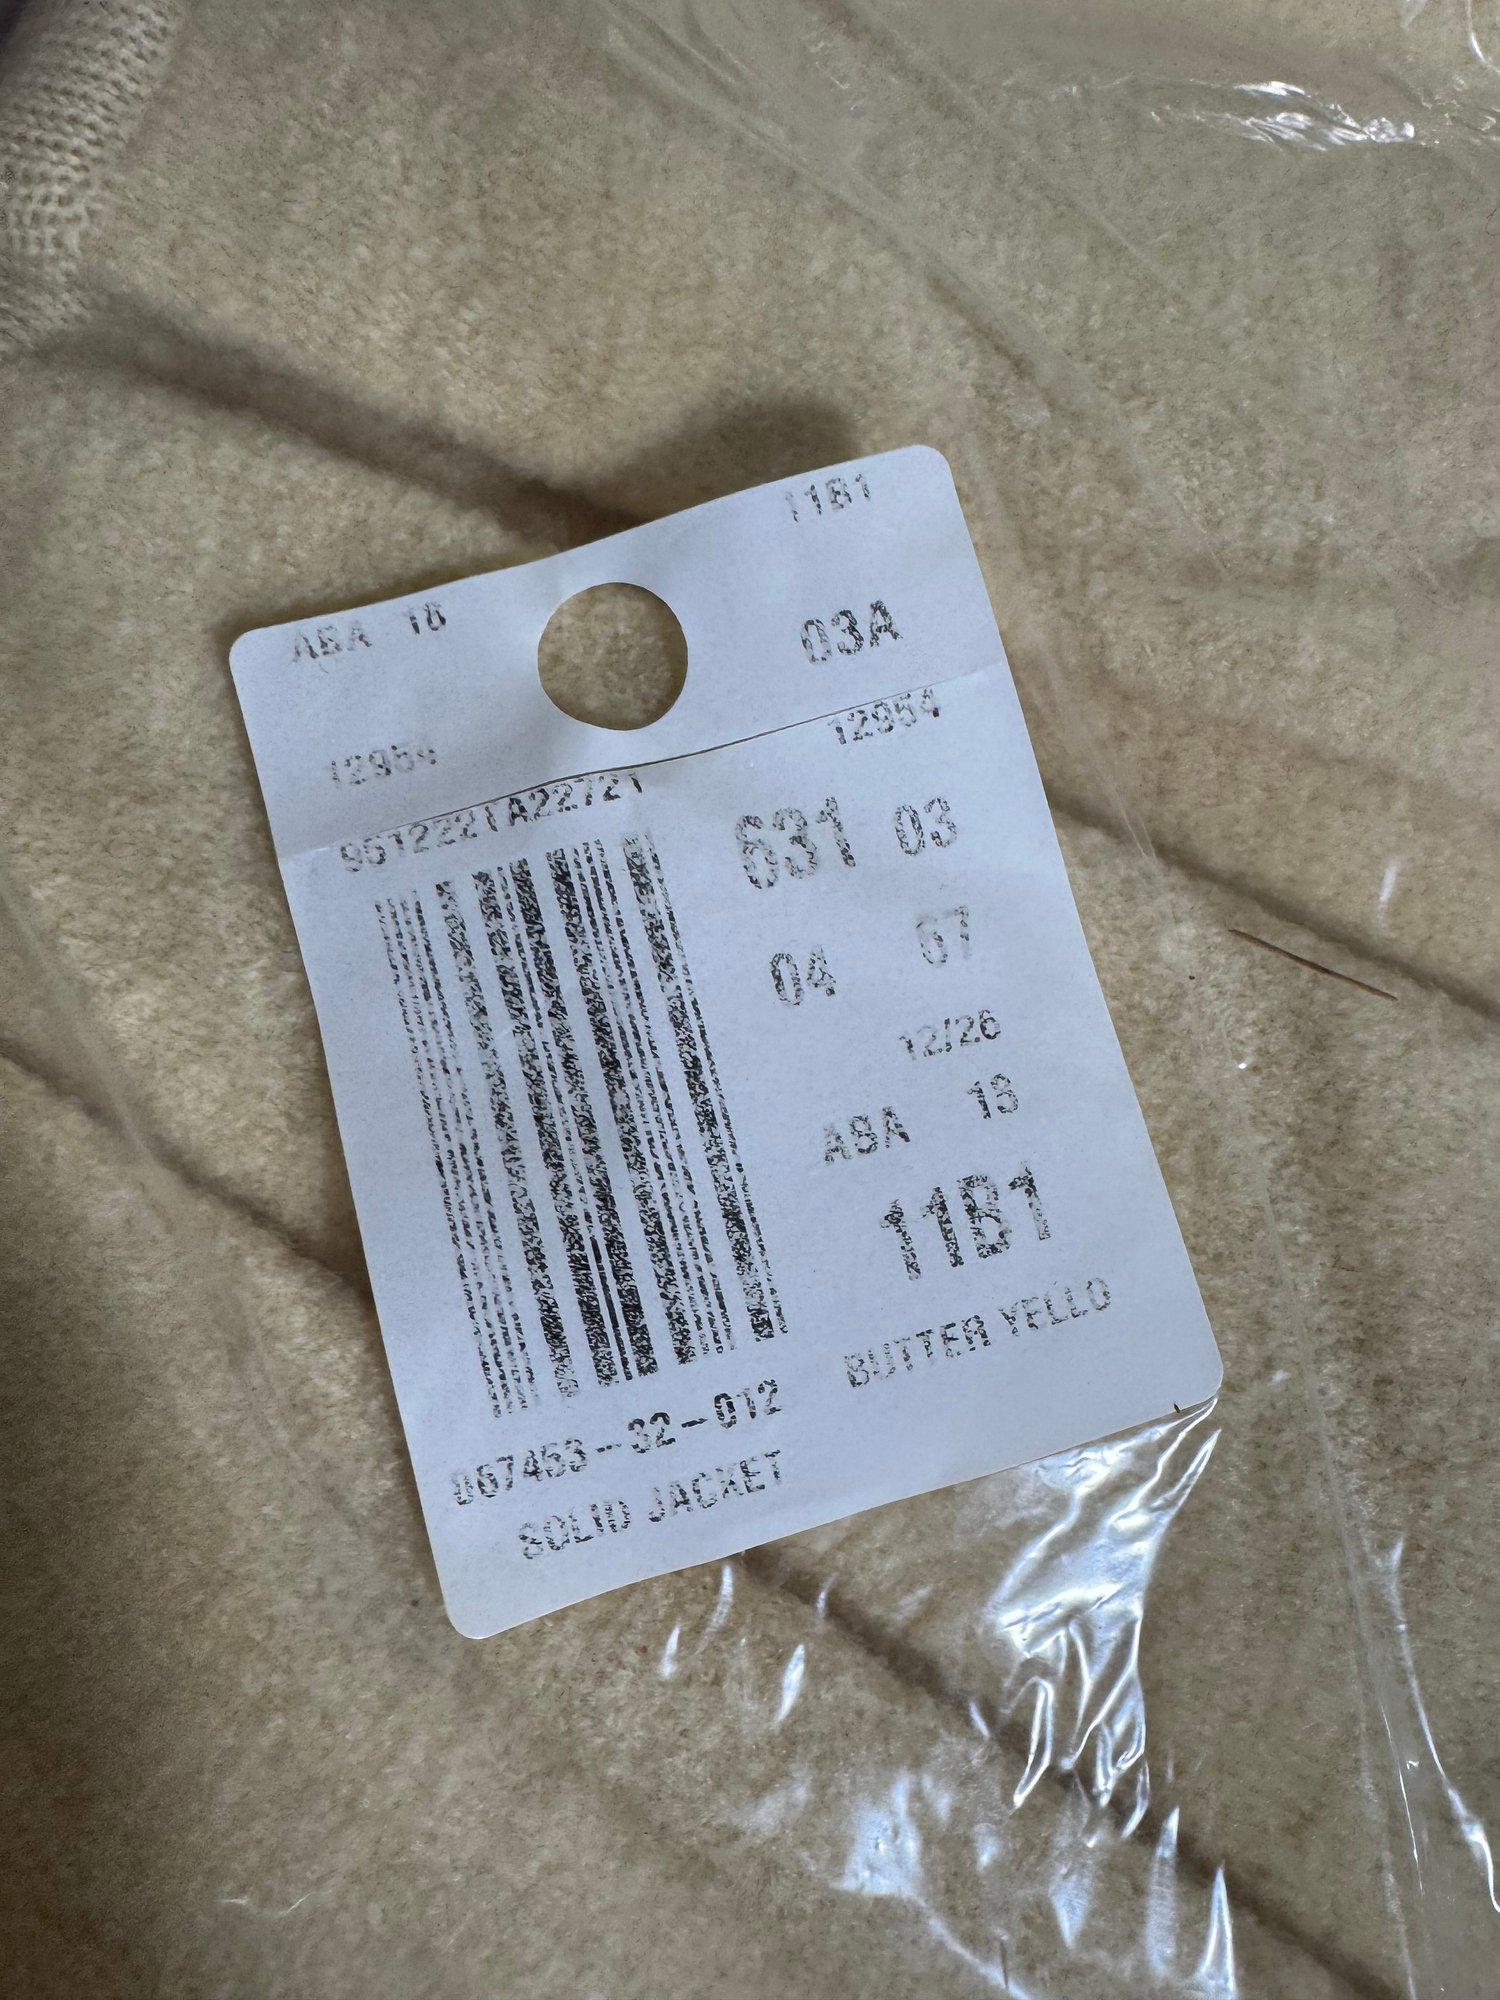 11B1
ABA 18
03A
12954
12954
9512221A22721
631 03
04 67
12/26
ABA 18
11B1
BUTTER YELLO
067453-32-612
SOLID JACKET